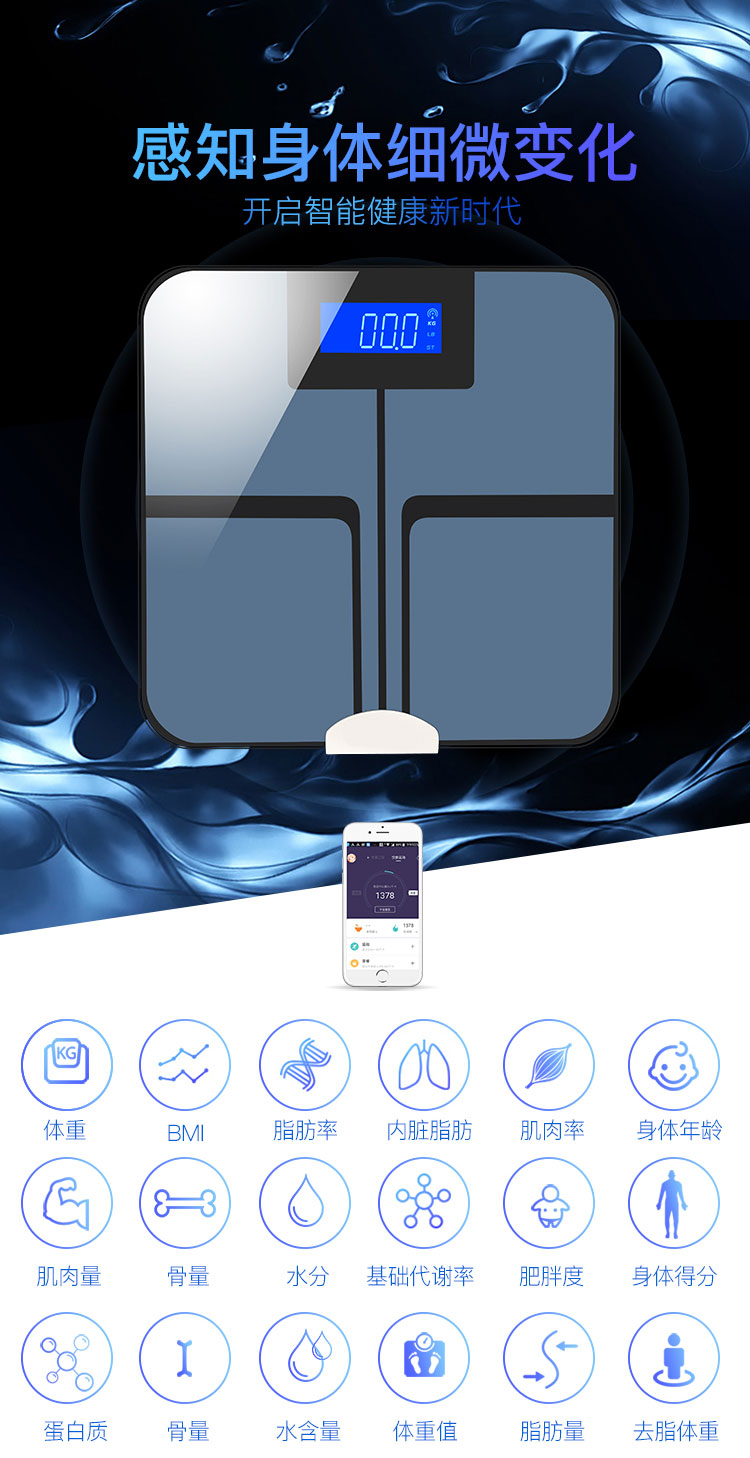 感知身体细微变化
开启智能健康新时代
00.0
KG
LB
ST
1378
1378
KG
体重
BMI
脂肪率
内脏脂肪
肌肉率
身体年龄
肌肉量
骨量
水分
基础代谢率
肥胖度
身体得分
蛋白质
骨量
水含量
体重值
脂肪量
去脂体重